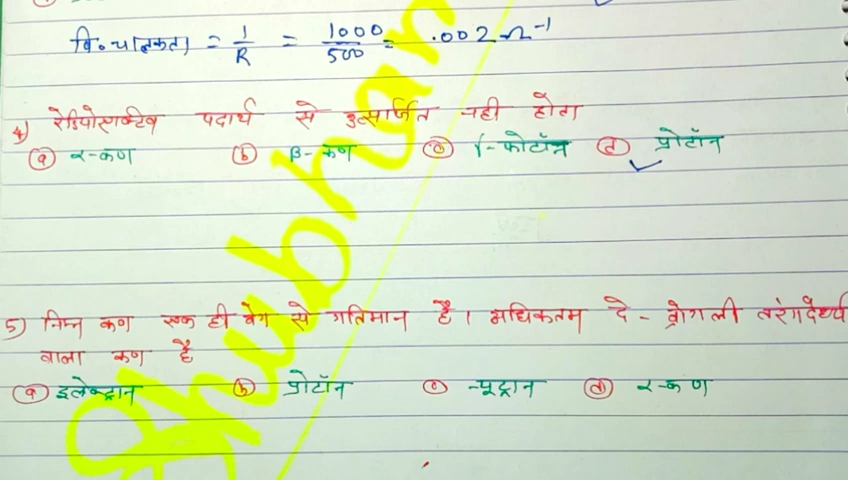 वि॰ चालकता = 1/R = 1000/500 = .002 Ω⁻¹
4) रेडियोएक्टिव पदार्थ से उत्सर्जित नही होता
(a) α-कण (b) β-कण (c) γ-फोटॉन (d) प्रोटॉन ✓
5) निम्न कण एक ही वेग से गतिमान है। अधिकतम दे-ब्रोगली तरंगदैर्ध्य
वाला कण है
(a) इलेक्ट्रान (b) प्रोटॉन (c) न्यूट्रान (d) α-कण
Shubham